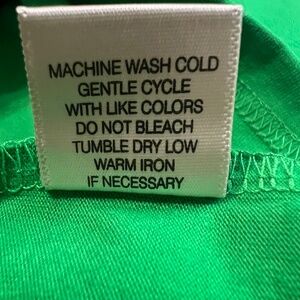 MACHINE WASH COLD
GENTLE CYCLE
WITH LIKE COLORS
DO NOT BLEACH
TUMBLE DRY LOW
WARM IRON
IF NECESSARY